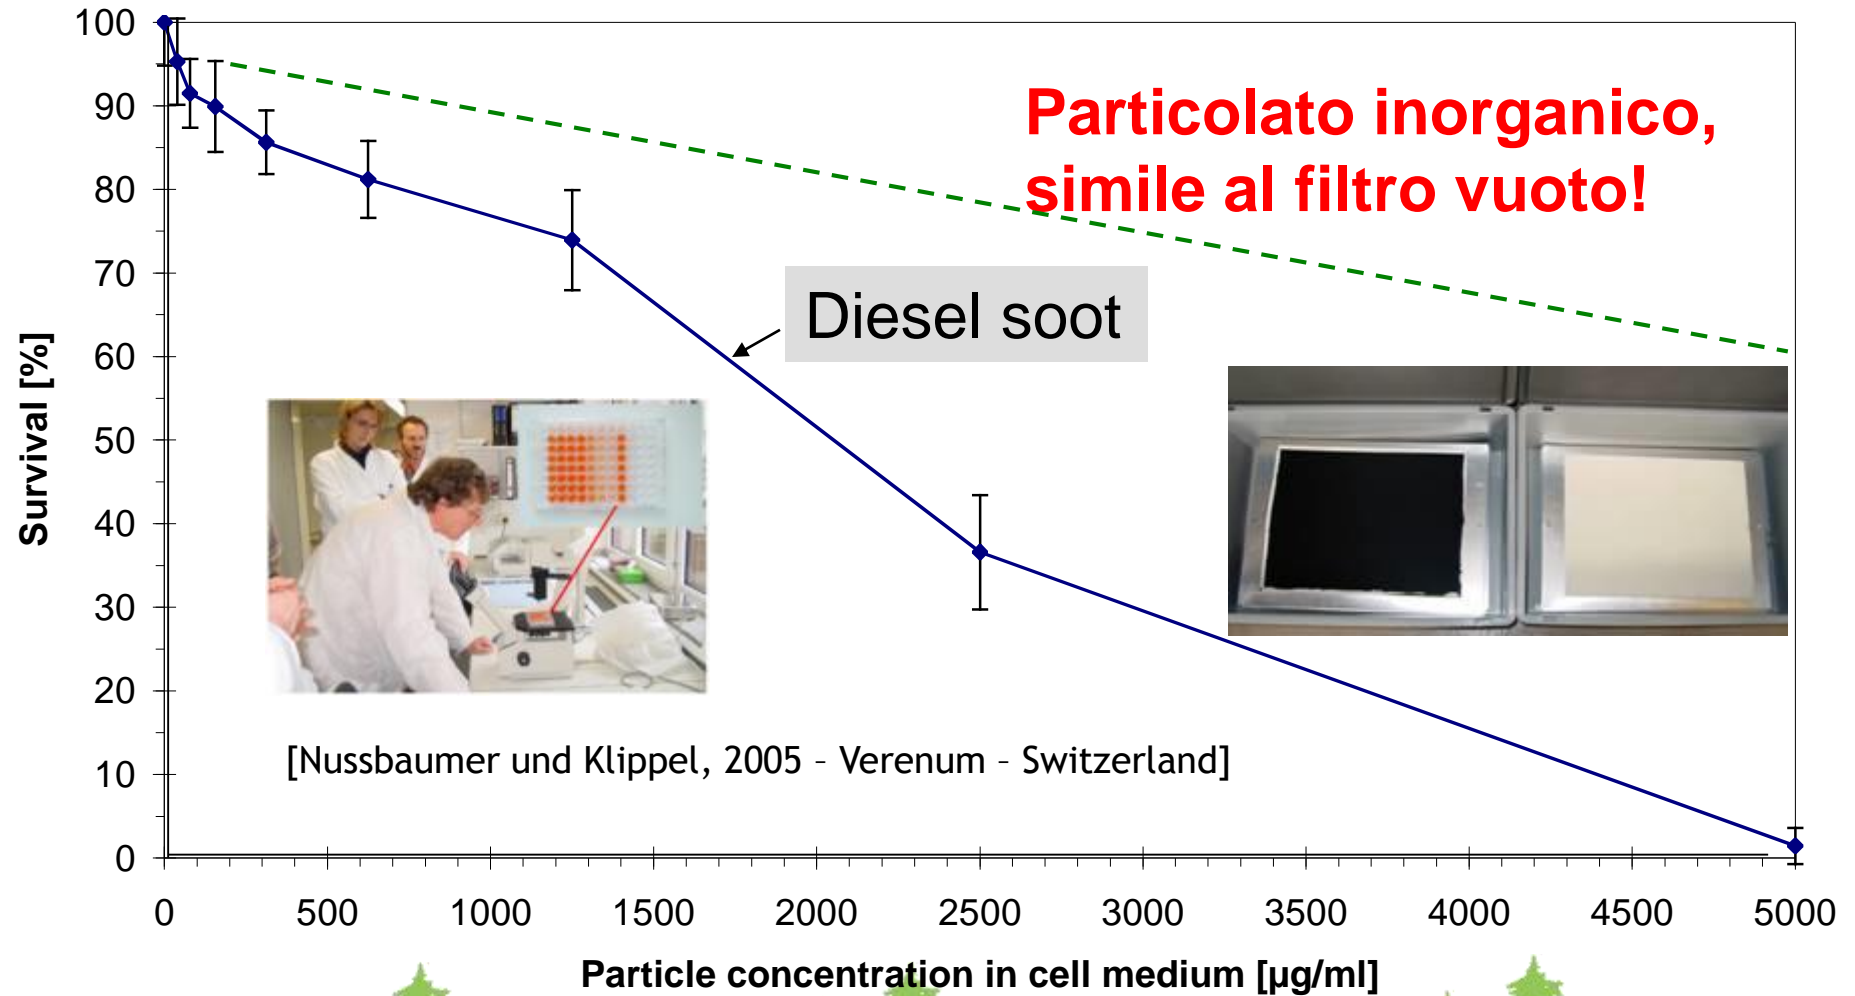 100
90
80
70
60
50
40
30
20
10
0
Survival [%]
Particolato inorganico,
simile al filtro vuoto!
Diesel soot
[Nussbaumer und Klippel, 2005 – Verenum – Switzerland]
0 500 1000 1500 2000 2500 3000 3500 4000 4500 5000
Particle concentration in cell medium [µg/ml]